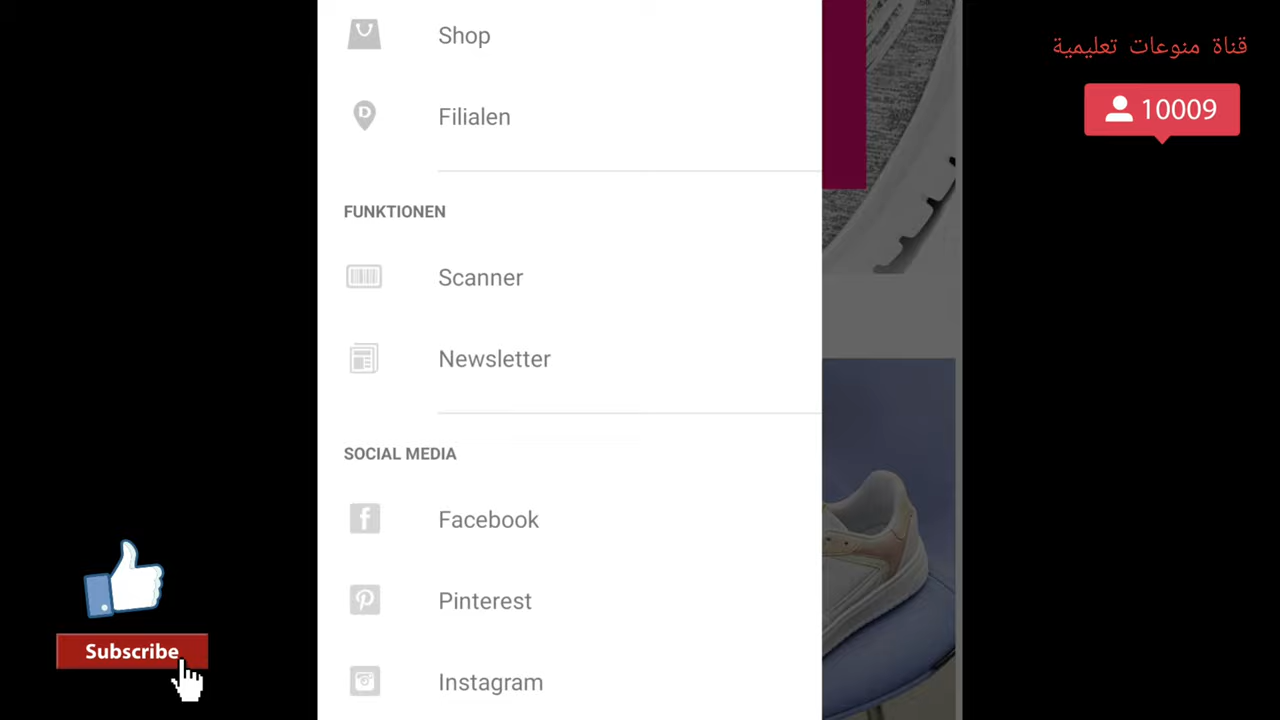 Shop
Filialen
FUNKTIONEN
Scanner
Newsletter
SOCIAL MEDIA
Facebook
Pinterest
Instagram
قناة منوعات تعليمية
10009
Subscribe